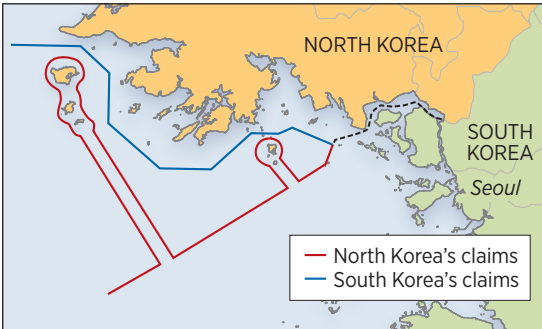 NORTH KOREA
SOUTH
KOREA
Seoul
North Korea's claims
South Korea's claims